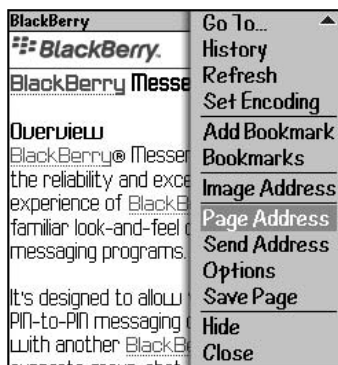 BlackBerry
BlackBerry
BlackBerry Messe
Overview
BlackBerry® Messer
the reliability and exce
experience of BlackB
familiar look-and-feel
messaging programs.
It's designed to allow
PIN-to-PIN messaging
with another BlackBe
Go To...
History
Refresh
Set Encoding
Add Bookmark
Bookmarks
Image Address
Page Address
Send Address
Options
Save Page
Hide
Close